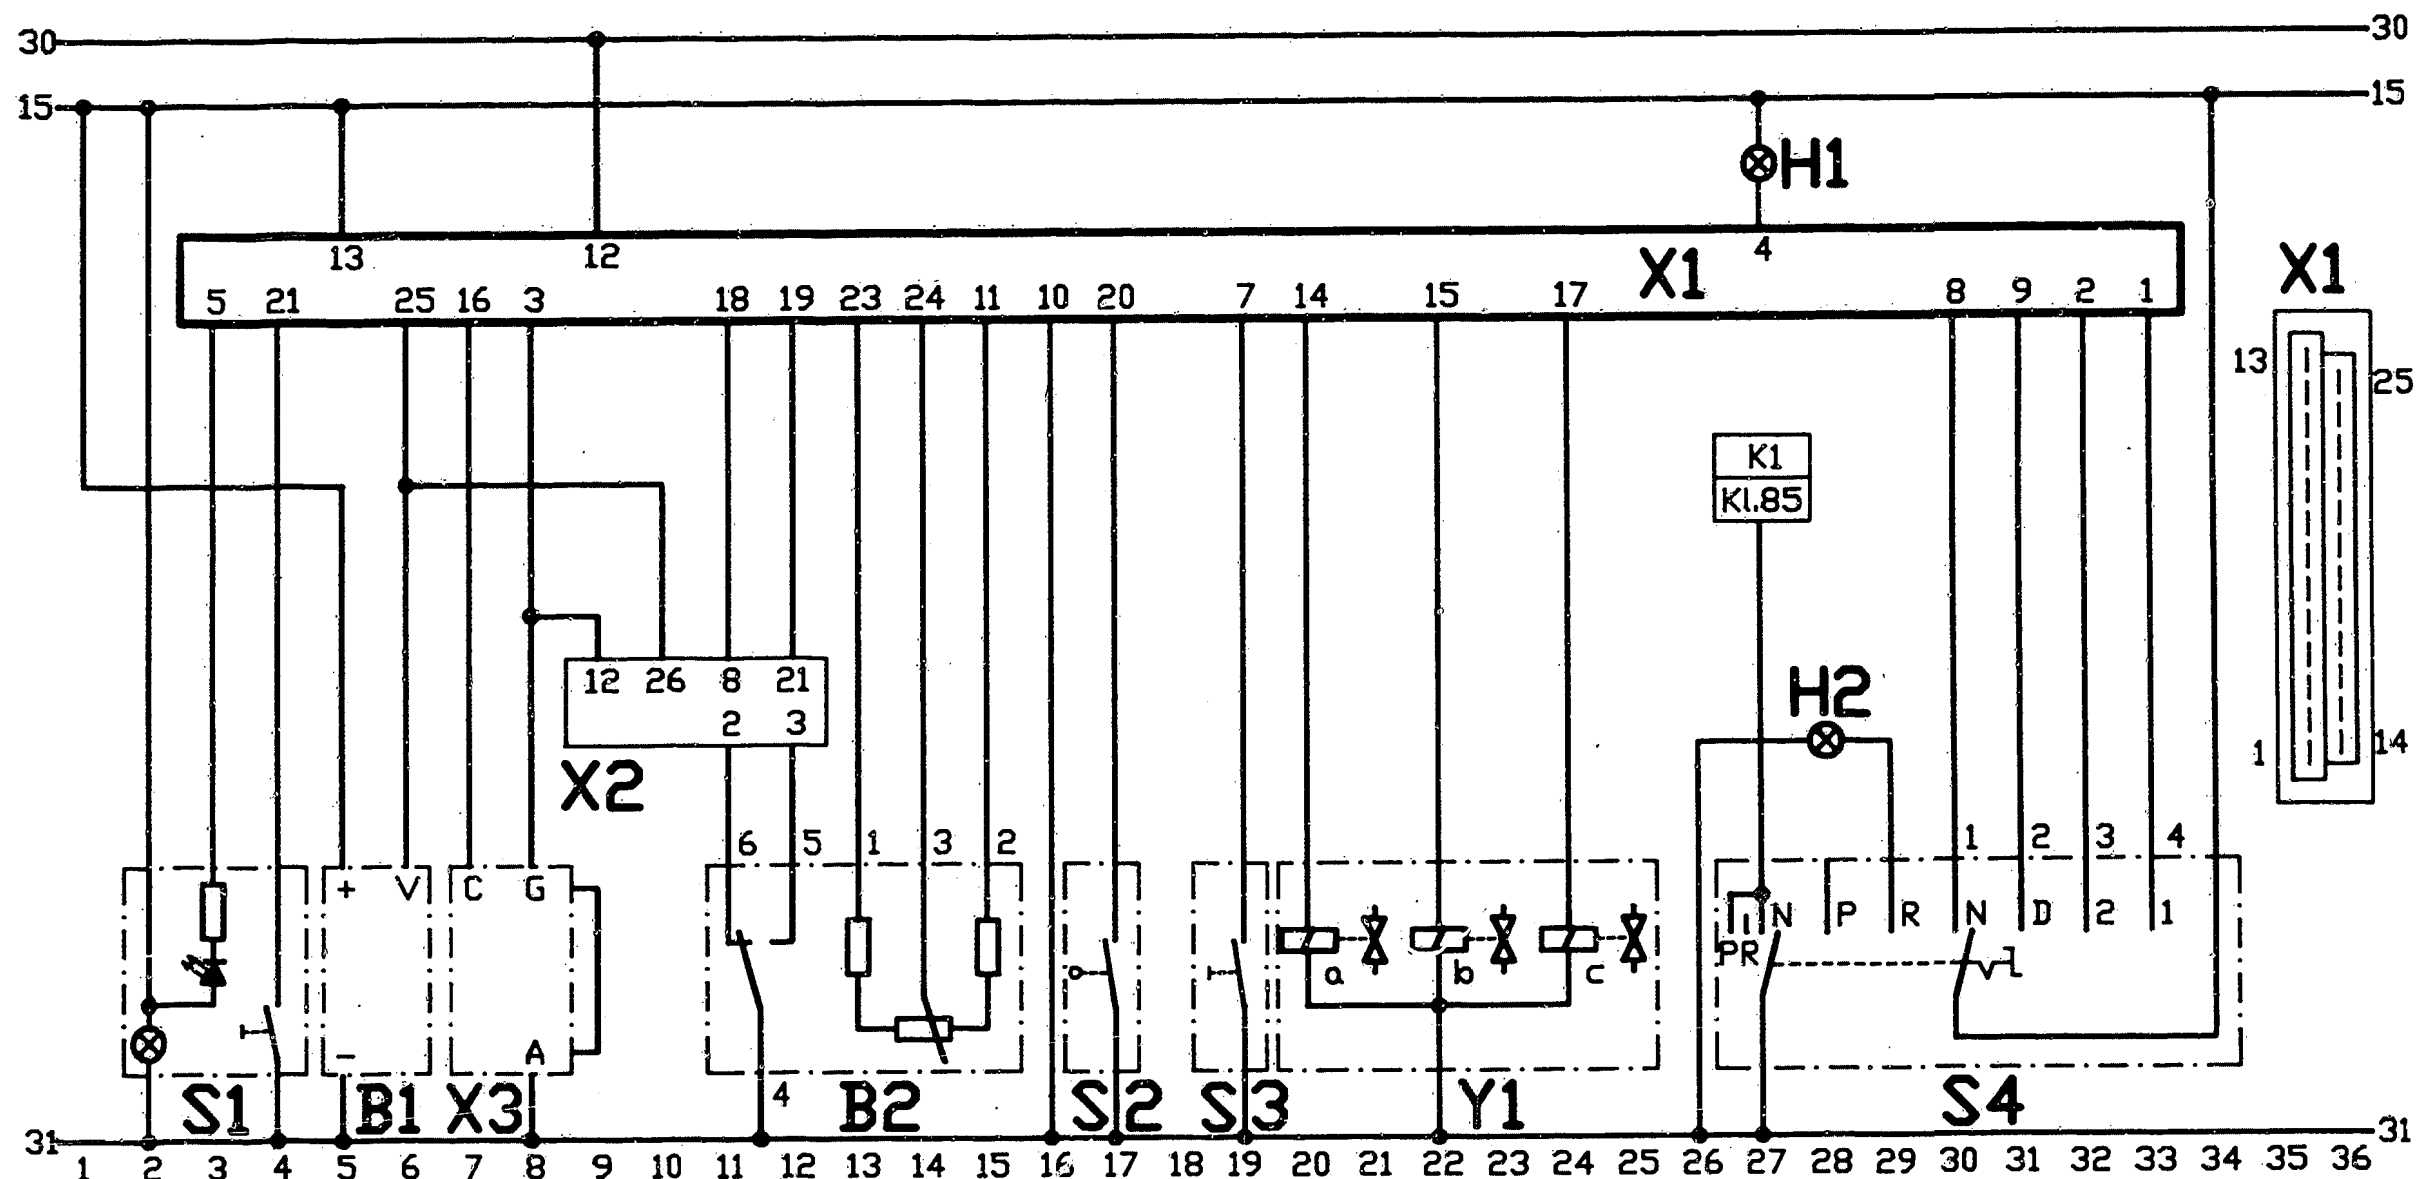 30 30
15 15
H1
13 12 X1 4
5 21 25 16 3 18 19 23 24 11 10 20 7 14 15 17 8 9 2 1
X1
13 25
K1
Kl.85
12 26 8 21
2 3
H2
1 14
X2
6 5 1 3 2 1 2 3 4
+ V C G N P R N D 2 1
P R
a b c
- A
S1 B1 X3 4 B2 S2 S3 Y1 S4
31 31
1 2 3 4 5 6 7 8 9 10 11 12 13 14 15 16 17 18 19 20 21 22 23 24 25 26 27 28 29 30 31 32 33 34 35 36